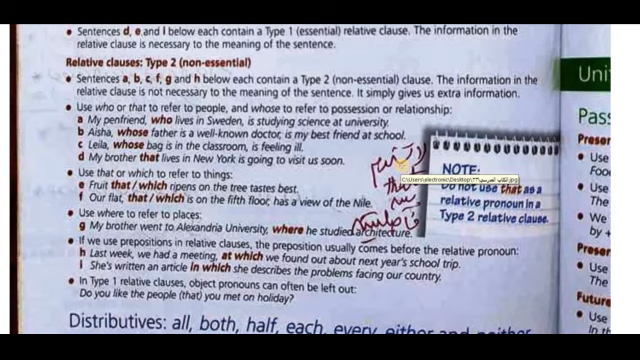 • Sentences d, e and i below each contain a Type 1 (essential) relative clause. The information in the
relative clause is necessary to the meaning of the sentence.
Relative clauses: Type 2 (non-essential)
• Sentences a, b, c, f, g and h below each contain a Type 2 (non-essential) clause. The information in the
relative clause is not necessary to the meaning of the sentence. It simply gives us extra information.
• Use who or that to refer to people, and whose to refer to possession or relationship:
a My penfriend, who lives in Sweden, is studying science at university.
b Aisha, whose father is a well-known doctor, is my best friend at school.
c Leila, whose bag is in the classroom, is feeling ill.
d My brother that lives in New York is going to visit us soon.
• Use that or which to refer to things:
e Fruit that / which ripens on the tree tastes best.
f Our flat, that / which is on the fifth floor, has a view of the Nile.
• Use where to refer to places:
g My brother went to Alexandria University, where he studied architecture.
• If we use prepositions in relative clauses, the preposition usually comes before the relative pronoun:
h Last week, we had a meeting, at which we found out about next year's school trip.
i She's written an article in which she describes the problems facing our country.
• In Type 1 relative clauses, object pronouns can often be left out:
Do you like the people (that) you met on holiday?
Distributives: all, both, half, each, every, either and neither
NOTE:
Do not use that as a
relative pronoun in a
Type 2 relative clause.
that
بين
Uni
Pass
Presen
• Use
Food
• Use
The
• We
by +
Presen
• Use
Future
• Use
In th